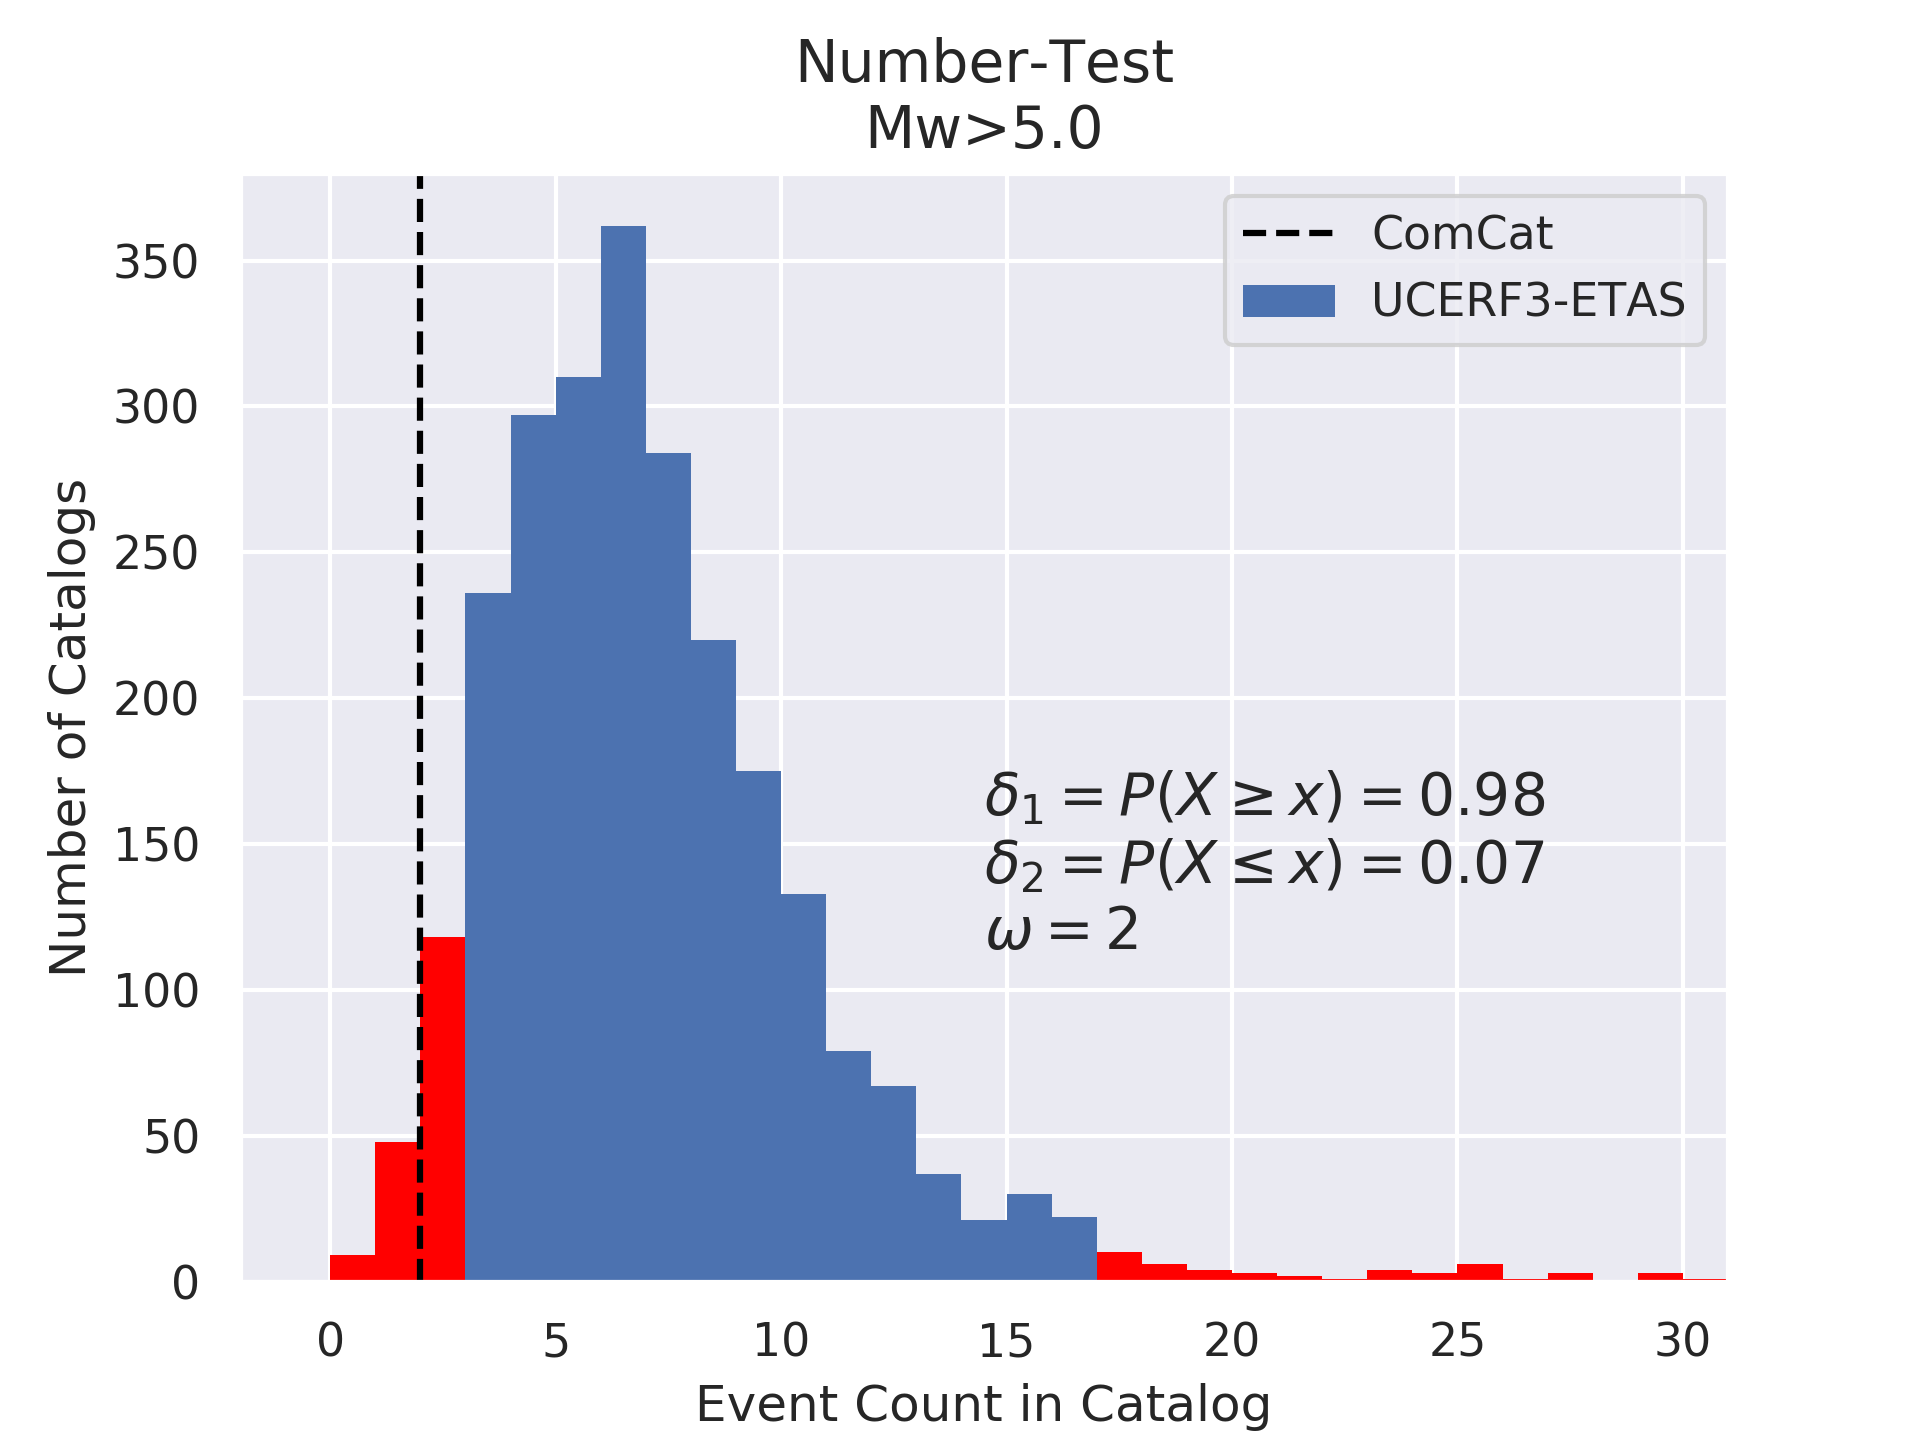 Number-Test
Mw>5.0
ComCat
UCERF3-ETAS
350
300
250
200
150
100
50
0
Number of Catalogs
δ₁ = P(X ≥ x) = 0.98
δ₂ = P(X ≤ x) = 0.07
ω = 2
0 5 10 15 20 25 30
Event Count in Catalog